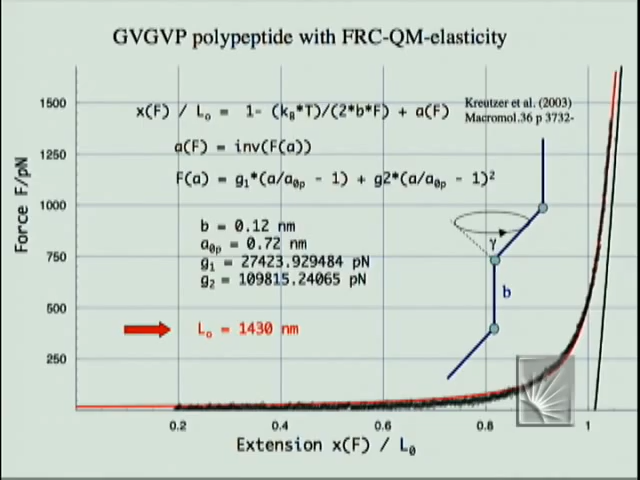 GVGVP polypeptide with FRC-QM-elasticity
x(F) / Lₒ = 1- (k_B*T)/(2*b*F) + a(F)
Kreutzer et al. (2003)
Macromol.36 p 3732-
a(F) = inv(F(a))
F(a) = g₁*(a/a₀ₚ - 1) + g2*(a/a₀ₚ - 1)²
b = 0.12 nm
a₀ₚ = 0.72 nm
g₁ = 27423.929484 pN
g₂ = 109815.24065 pN
Lₒ = 1430 nm
γ
b
Force F/pN
1500
1250
1000
750
500
250
0.2
0.4
0.6
0.8
1
Extension x(F) / L₀